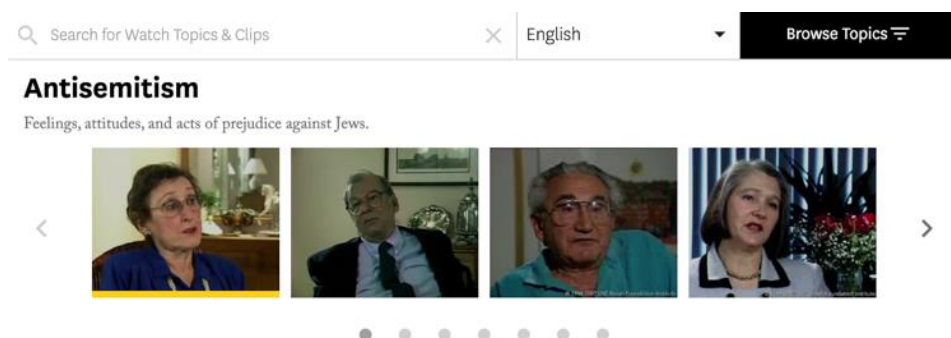 Search for Watch Topics & Clips
English
Browse Topics
Antisemitism
Feelings, attitudes, and acts of prejudice against Jews.